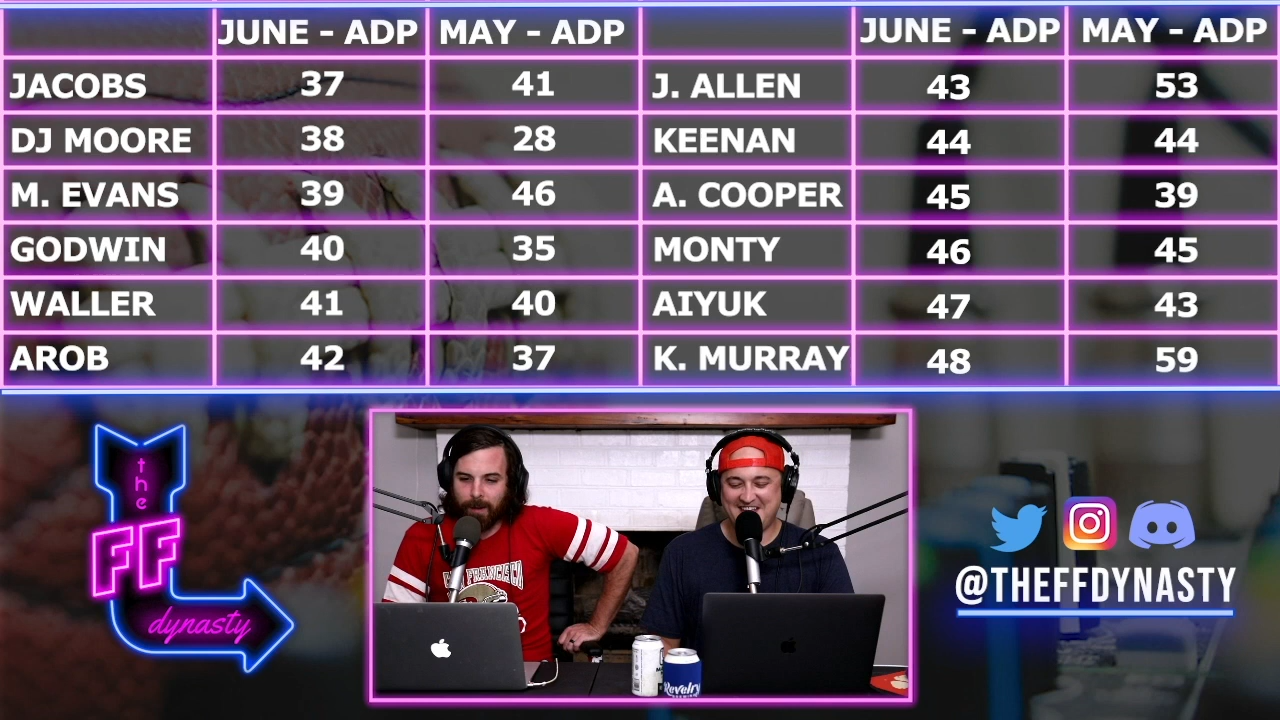 JUNE - ADP MAY - ADP JUNE - ADP MAY - ADP
JACOBS 37 41 J. ALLEN 43 53
DJ MOORE 38 28 KEENAN 44 44
M. EVANS 39 46 A. COOPER 45 39
GODWIN 40 35 MONTY 46 45
WALLER 41 40 AIYUK 47 43
AROB 42 37 K. MURRAY 48 59
the
FF
dynasty
@THEFFDYNASTY
Revelry